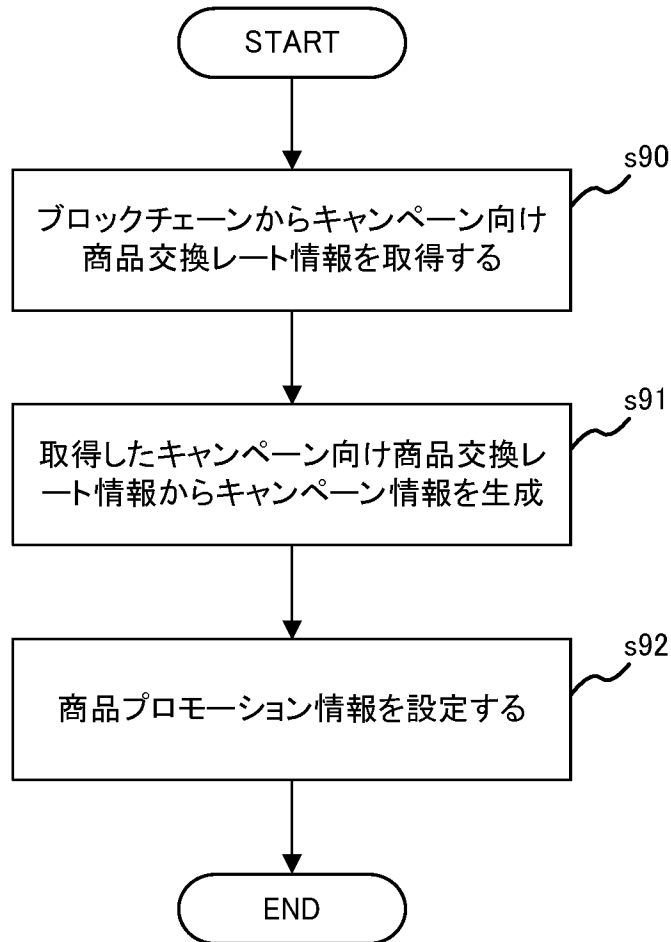 START
s90
ブロックチェーンからキャンペーン向け
商品交換レート情報を取得する
s91
取得したキャンペーン向け商品交換レ
ート情報からキャンペーン情報を生成
s92
商品プロモーション情報を設定する
END